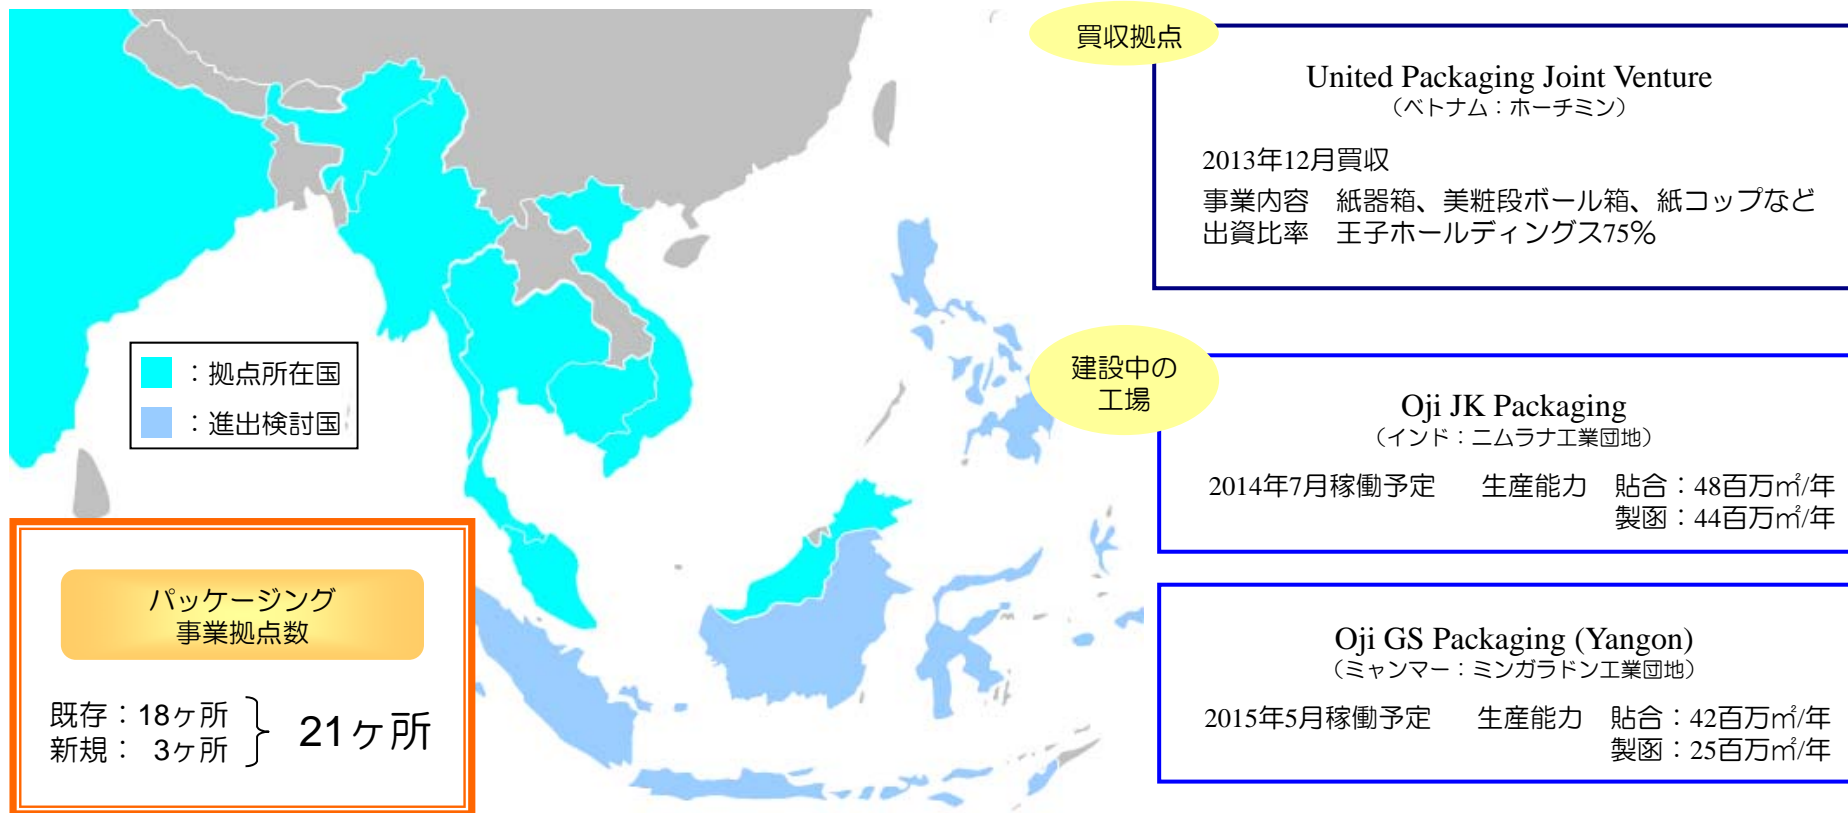 買収拠点
United Packaging Joint Venture
（ベトナム：ホーチミン）
2013年12月買収
事業内容　紙器箱、美粧段ボール箱、紙コップなど
出資比率　王子ホールディングス75％
：拠点所在国
：進出検討国
建設中の
工場
Oji JK Packaging
（インド：ニムラナ工業団地）
2014年7月稼働予定　生産能力　貼合：48百万㎡/年
製函：44百万㎡/年
パッケージング
事業拠点数
既存：18ヶ所
新規：　3ヶ所
21ヶ所
Oji GS Packaging (Yangon)
（ミャンマー：ミンガラドン工業団地）
2015年5月稼働予定　生産能力　貼合：42百万㎡/年
製函：25百万㎡/年